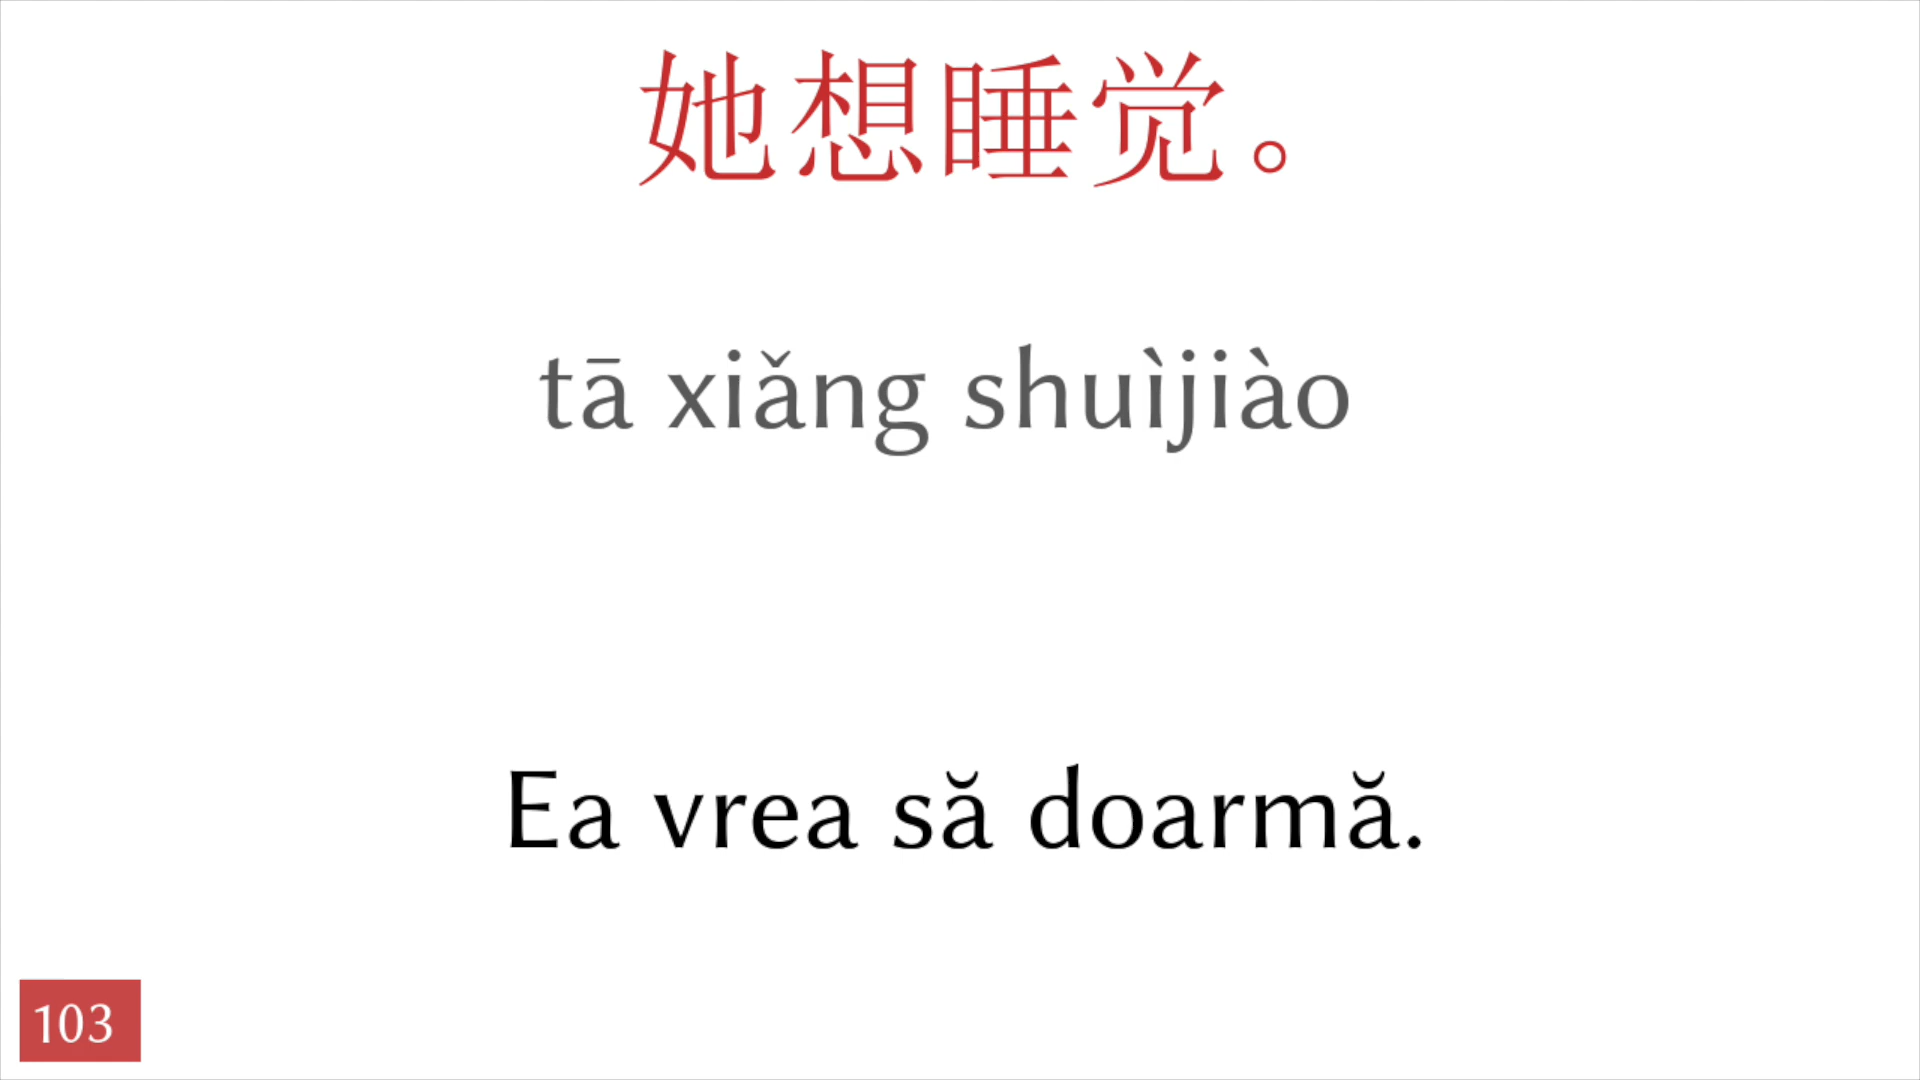 她想睡觉。
tā xiǎng shuìjiào
Ea vrea să doarmă.
103